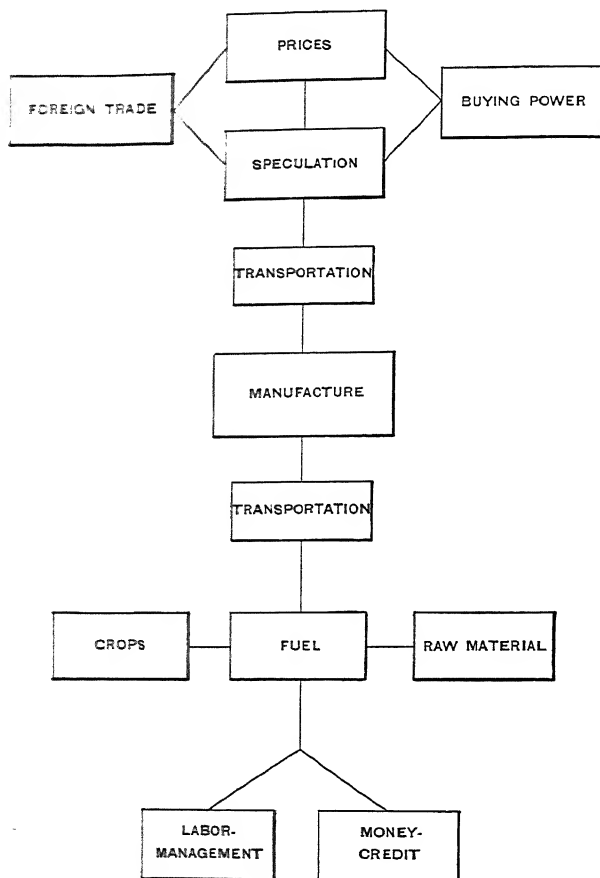 PRICES
FOREIGN TRADE
BUYING POWER
SPECULATION
TRANSPORTATION
MANUFACTURE
TRANSPORTATION
CROPS
FUEL
RAW MATERIAL
LABOR-
MANAGEMENT
MONEY-
CREDIT